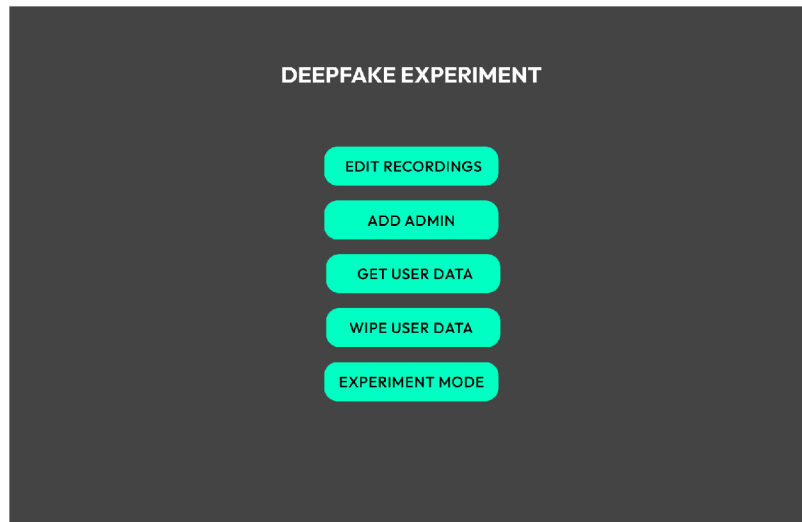 DEEPFAKE EXPERIMENT
EDIT RECORDINGS
ADD ADMIN
GET USER DATA
WIPE USER DATA
EXPERIMENT MODE